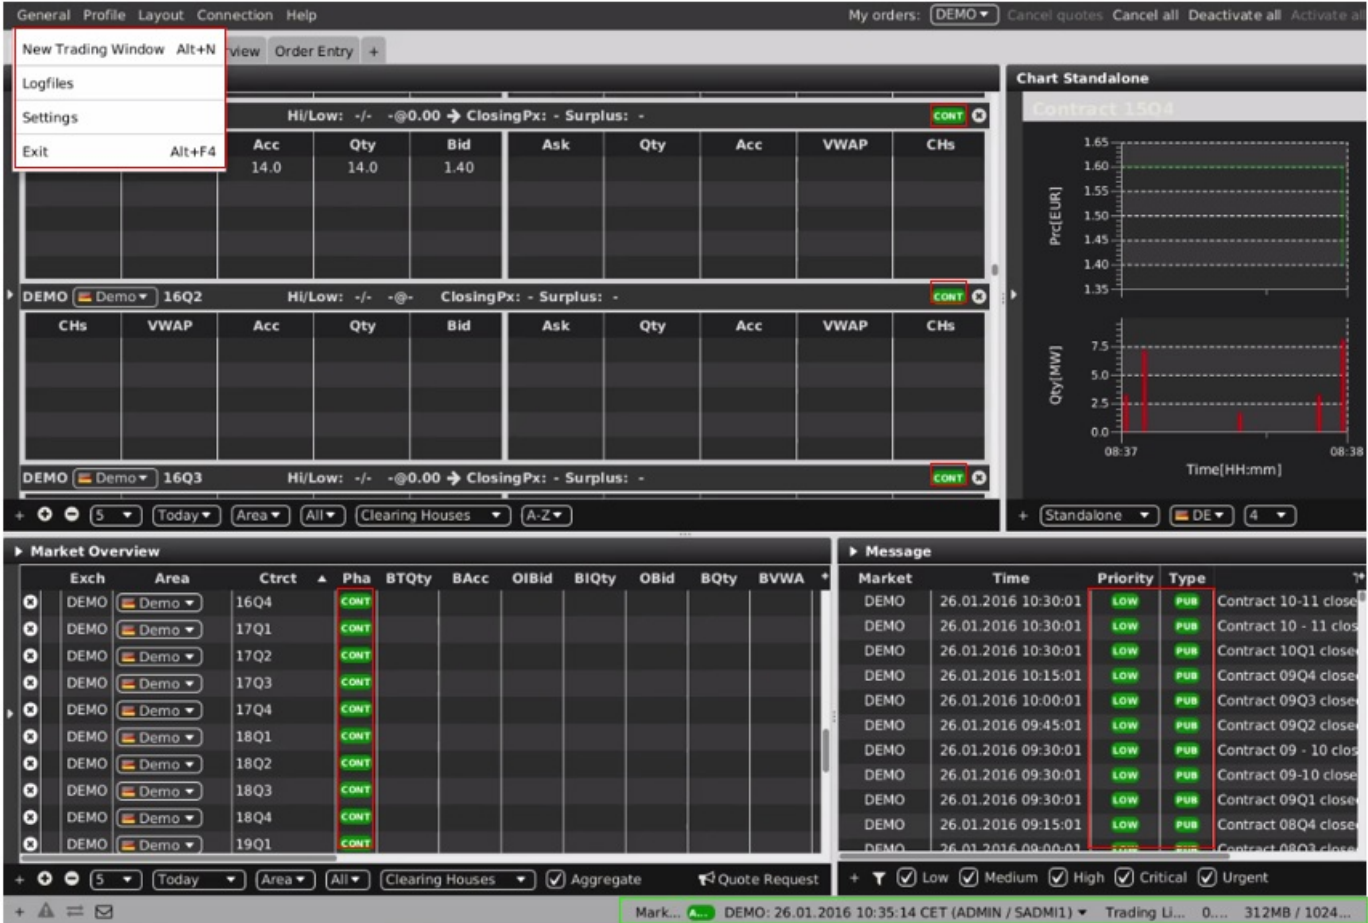 General Profile Layout Connection Help My orders: DEMO Cancel quotes Cancel all Deactivate all Activate al
New Trading Window Alt+N
view Order Entry +
Logfiles
Settings
Exit Alt+F4
Chart Standalone
Contract 15Q4
Hi/Low: -/- -@0.00 → ClosingPx: - Surplus: - CONT
Acc Qty Bid Ask Qty Acc VWAP CHs
14.0 14.0 1.40
Prc[EUR]
1.65
1.60
1.55
1.50
1.45
1.40
1.35
DEMO Demo 16Q2 Hi/Low: -/- -@- ClosingPx: - Surplus: - CONT
CHs VWAP Acc Qty Bid Ask Qty Acc VWAP CHs
Qty[MW]
7.5
5.0
2.5
0.0
08:37 08:38
Time[HH:mm]
DEMO Demo 16Q3 Hi/Low: -/- -@0.00 → ClosingPx: - Surplus: - CONT
+ 5 Today Area All Clearing Houses A-Z
+ Standalone DE 4
Market Overview
Exch Area Ctrct Pha BTQty BAcc OIBid BIQty OBid BQty BVWA
DEMO Demo 16Q4 CONT
DEMO Demo 17Q1 CONT
DEMO Demo 17Q2 CONT
DEMO Demo 17Q3 CONT
DEMO Demo 17Q4 CONT
DEMO Demo 18Q1 CONT
DEMO Demo 18Q2 CONT
DEMO Demo 18Q3 CONT
DEMO Demo 18Q4 CONT
DEMO Demo 19Q1 CONT
+ 5 Today Area All Clearing Houses Aggregate Quote Request
Message
Market Time Priority Type
DEMO 26.01.2016 10:30:01 LOW PUB Contract 10-11 close
DEMO 26.01.2016 10:30:01 LOW PUB Contract 10 - 11 clos
DEMO 26.01.2016 10:30:01 LOW PUB Contract 10Q1 close
DEMO 26.01.2016 10:15:01 LOW PUB Contract 09Q4 close
DEMO 26.01.2016 10:00:01 LOW PUB Contract 09Q3 close
DEMO 26.01.2016 09:45:01 LOW PUB Contract 09Q2 close
DEMO 26.01.2016 09:30:01 LOW PUB Contract 09 - 10 clos
DEMO 26.01.2016 09:30:01 LOW PUB Contract 09-10 close
DEMO 26.01.2016 09:30:01 LOW PUB Contract 09Q1 close
DEMO 26.01.2016 09:15:01 LOW PUB Contract 08Q4 close
DEMO 26.01.2016 09:00:01 LOW PUB Contract 08Q3 close
+ Low Medium High Critical Urgent
+ Mark... A... DEMO: 26.01.2016 10:35:14 CET (ADMIN / SADMI1) Trading Li... 0.... 312MB / 1024...